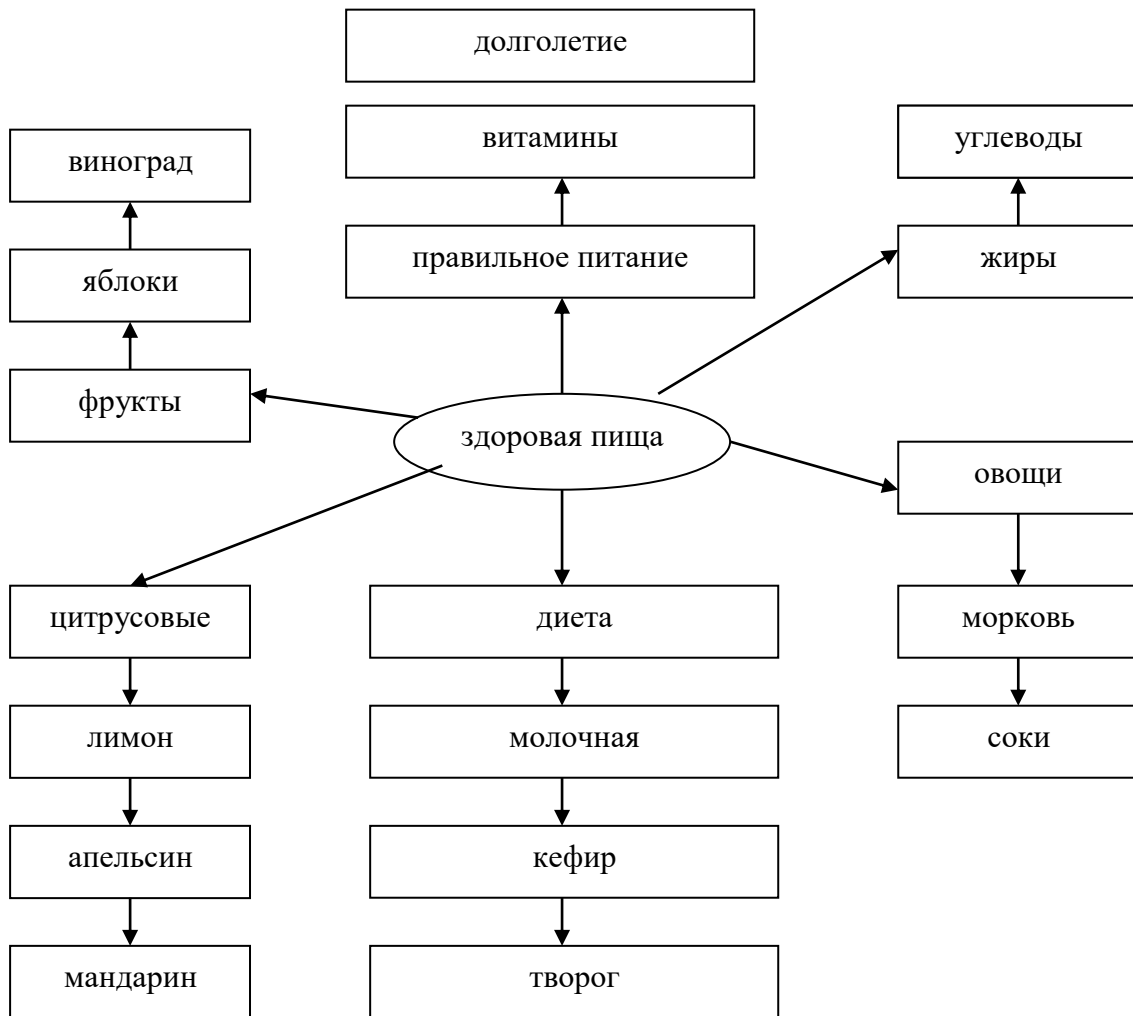 долголетие
витамины
углеводы
виноград
правильное питание
жиры
яблоки
фрукты
здоровая пища
овощи
цитрусовые
диета
морковь
лимон
молочная
соки
апельсин
кефир
мандарин
творог